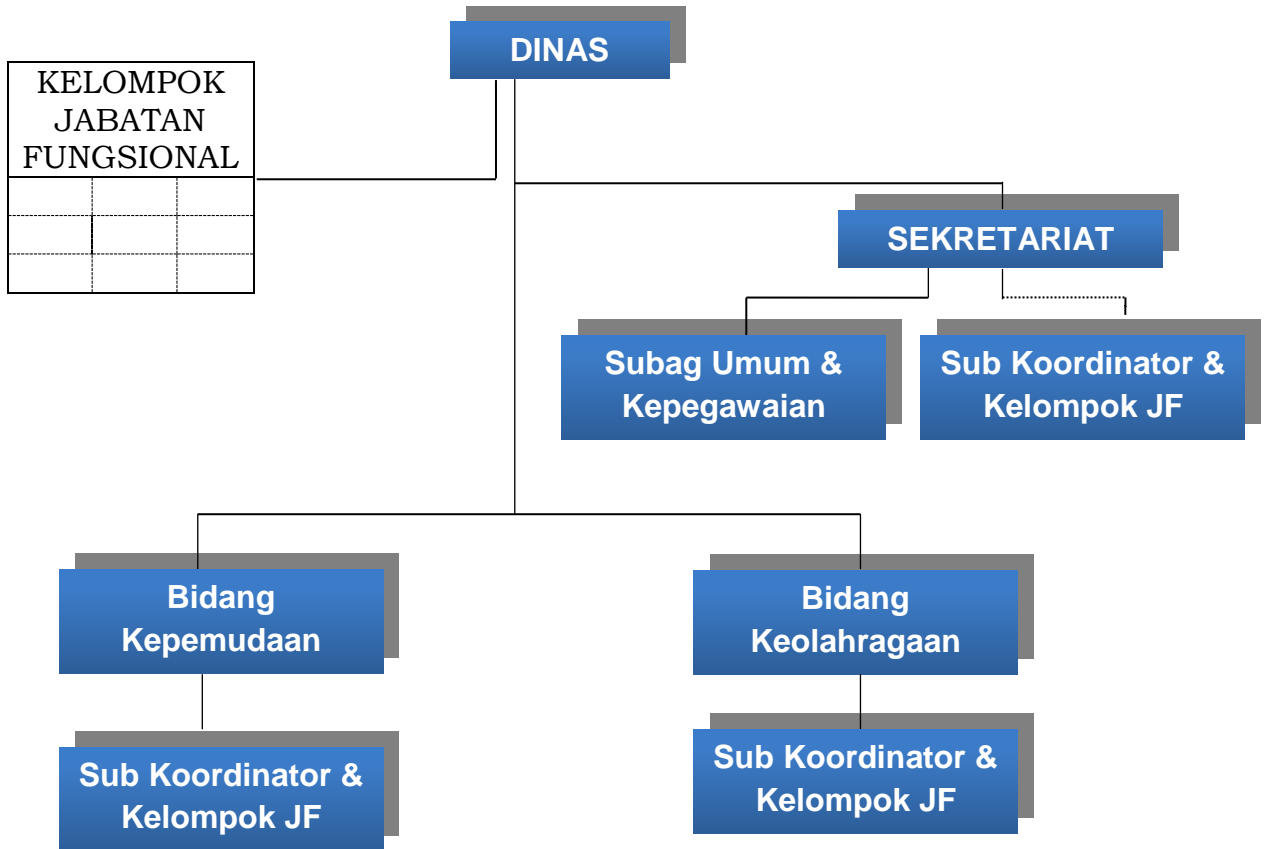 DINAS
KELOMPOK
JABATAN
FUNGSIONAL
SEKRETARIAT
Subag Umum &
Kepegawaian
Sub Koordinator &
Kelompok JF
Bidang
Kepemudaan
Bidang
Keolahragaan
Sub Koordinator &
Kelompok JF
Sub Koordinator &
Kelompok JF